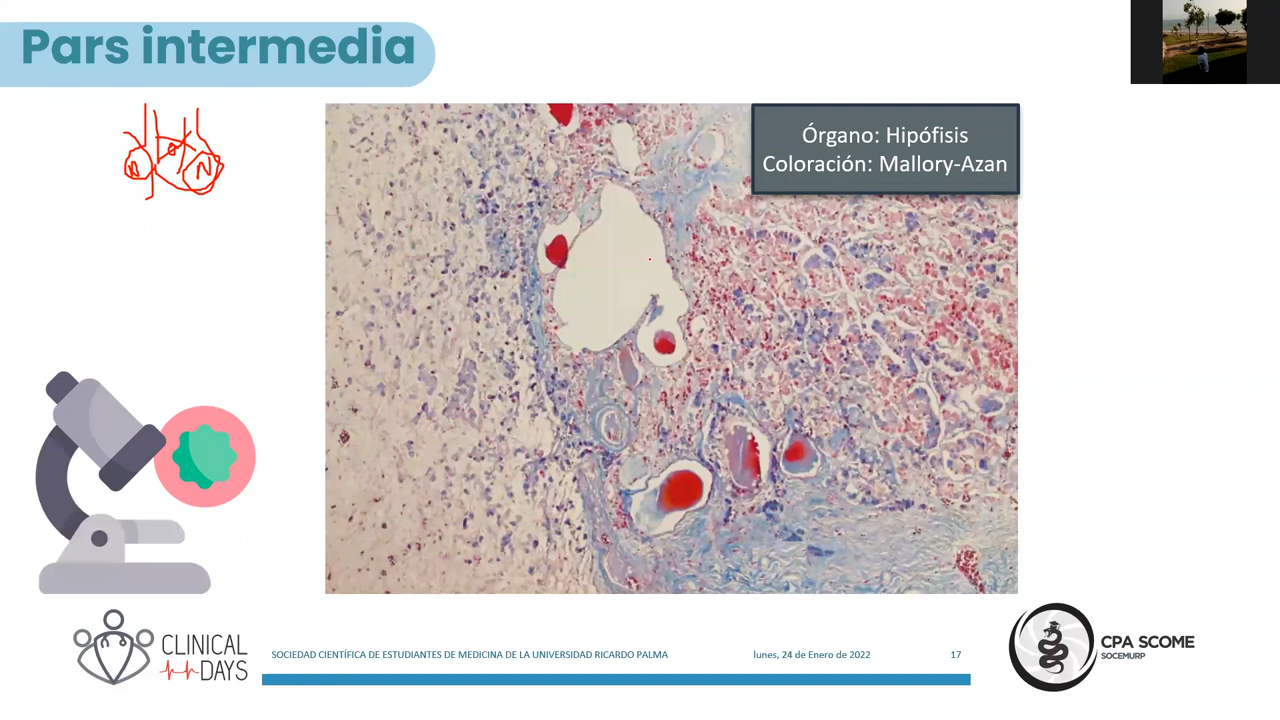 Pars intermedia
Órgano: Hipófisis
Coloración: Mallory-Azan
N
CLINICAL
DAYS
SOCIEDAD CIENTÍFICA DE ESTUDIANTES DE MEDICINA DE LA UNIVERSIDAD RICARDO PALMA
lunes, 24 de Enero de 2022
17
CPA SCOME
SOCEMURP